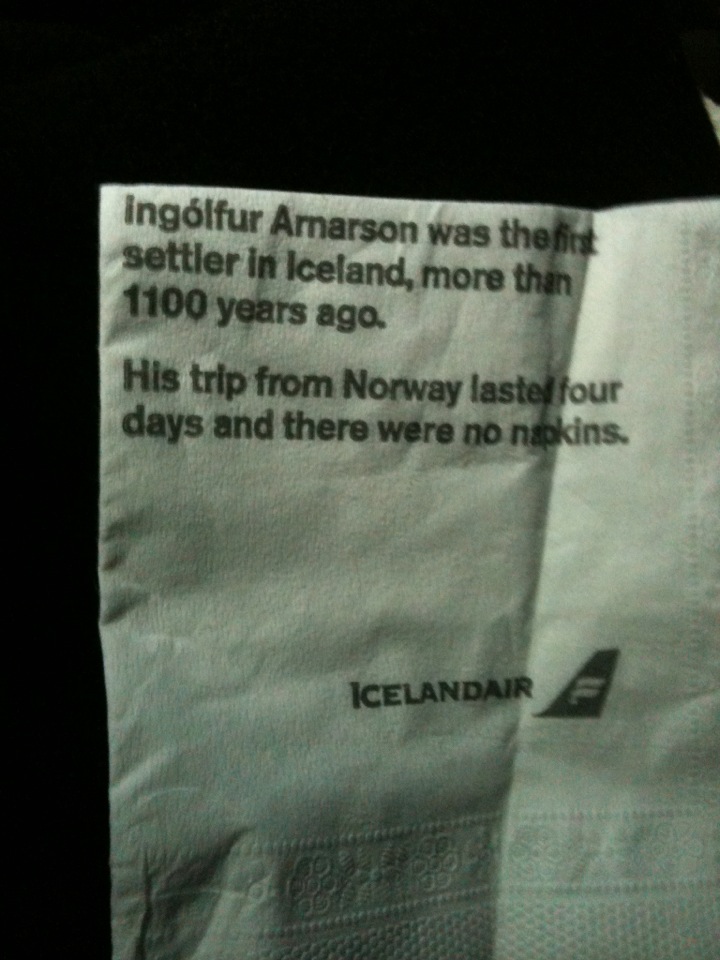 Ingólfur Arnarson was the first
settler in Iceland, more than
1100 years ago.
His trip from Norway lasted four
days and there were no napkins.
ICELANDAIR